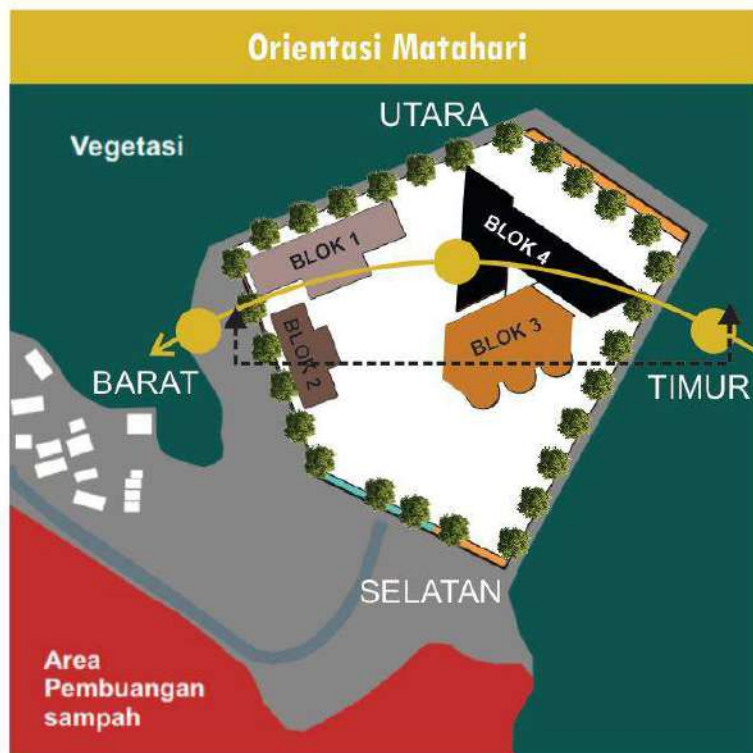 Orientasi Matahari
UTARA
Vegetasi
BLOK 1
BLOK 4
BLOK 2
BLOK 3
BARAT
TIMUR
SELATAN
Area
Pembuangan
sampah